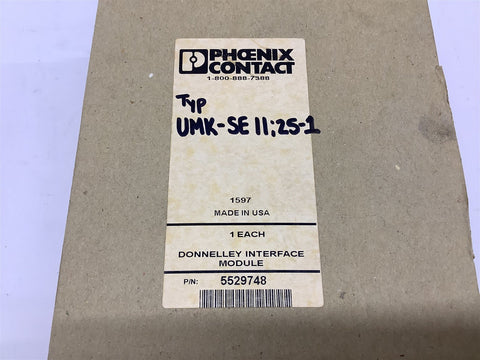 PHOENIX
CONTACT
1-800-888-7388
Typ
UMK-SE 11;25-1
1597
MADE IN USA
1 EACH
DONNELLEY INTERFACE
MODULE
P/N: 5529748